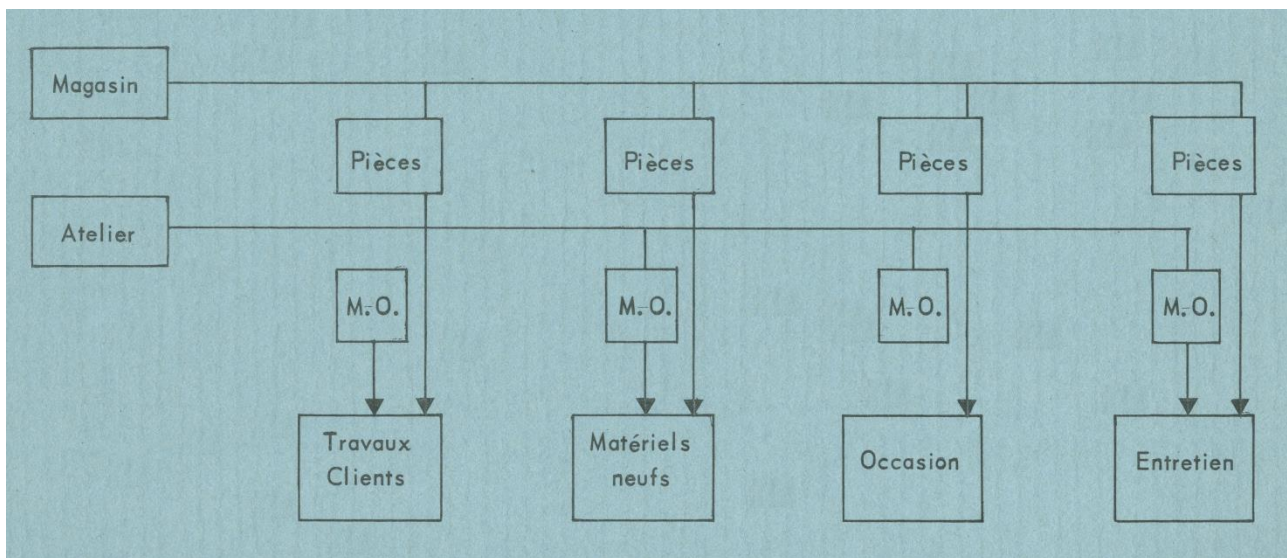 Magasin
Pièces
Pièces
Pièces
Pièces
Atelier
M.O.
M.O.
M.O.
M.O.
Travaux
Clients
Matériels
neufs
Occasion
Entretien